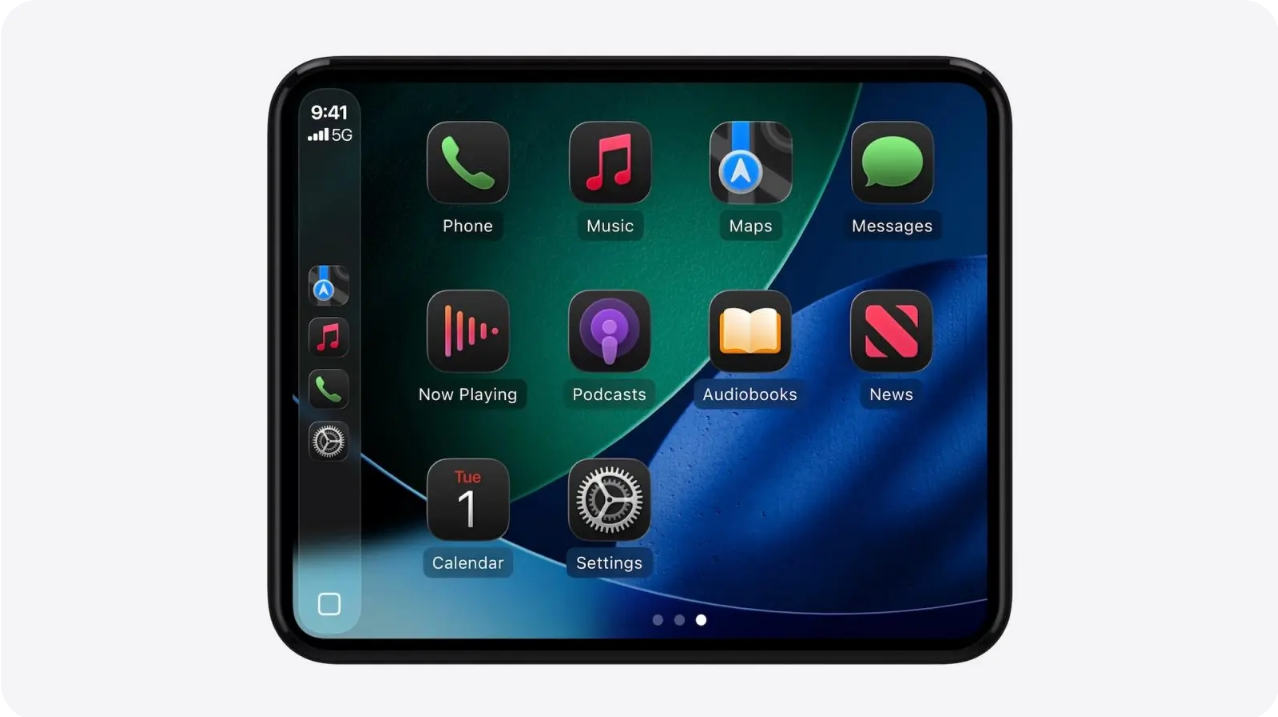 9:41
5G
Phone
Music
Maps
Messages
Now Playing
Podcasts
Audiobooks
News
Tue
1
Calendar
Settings